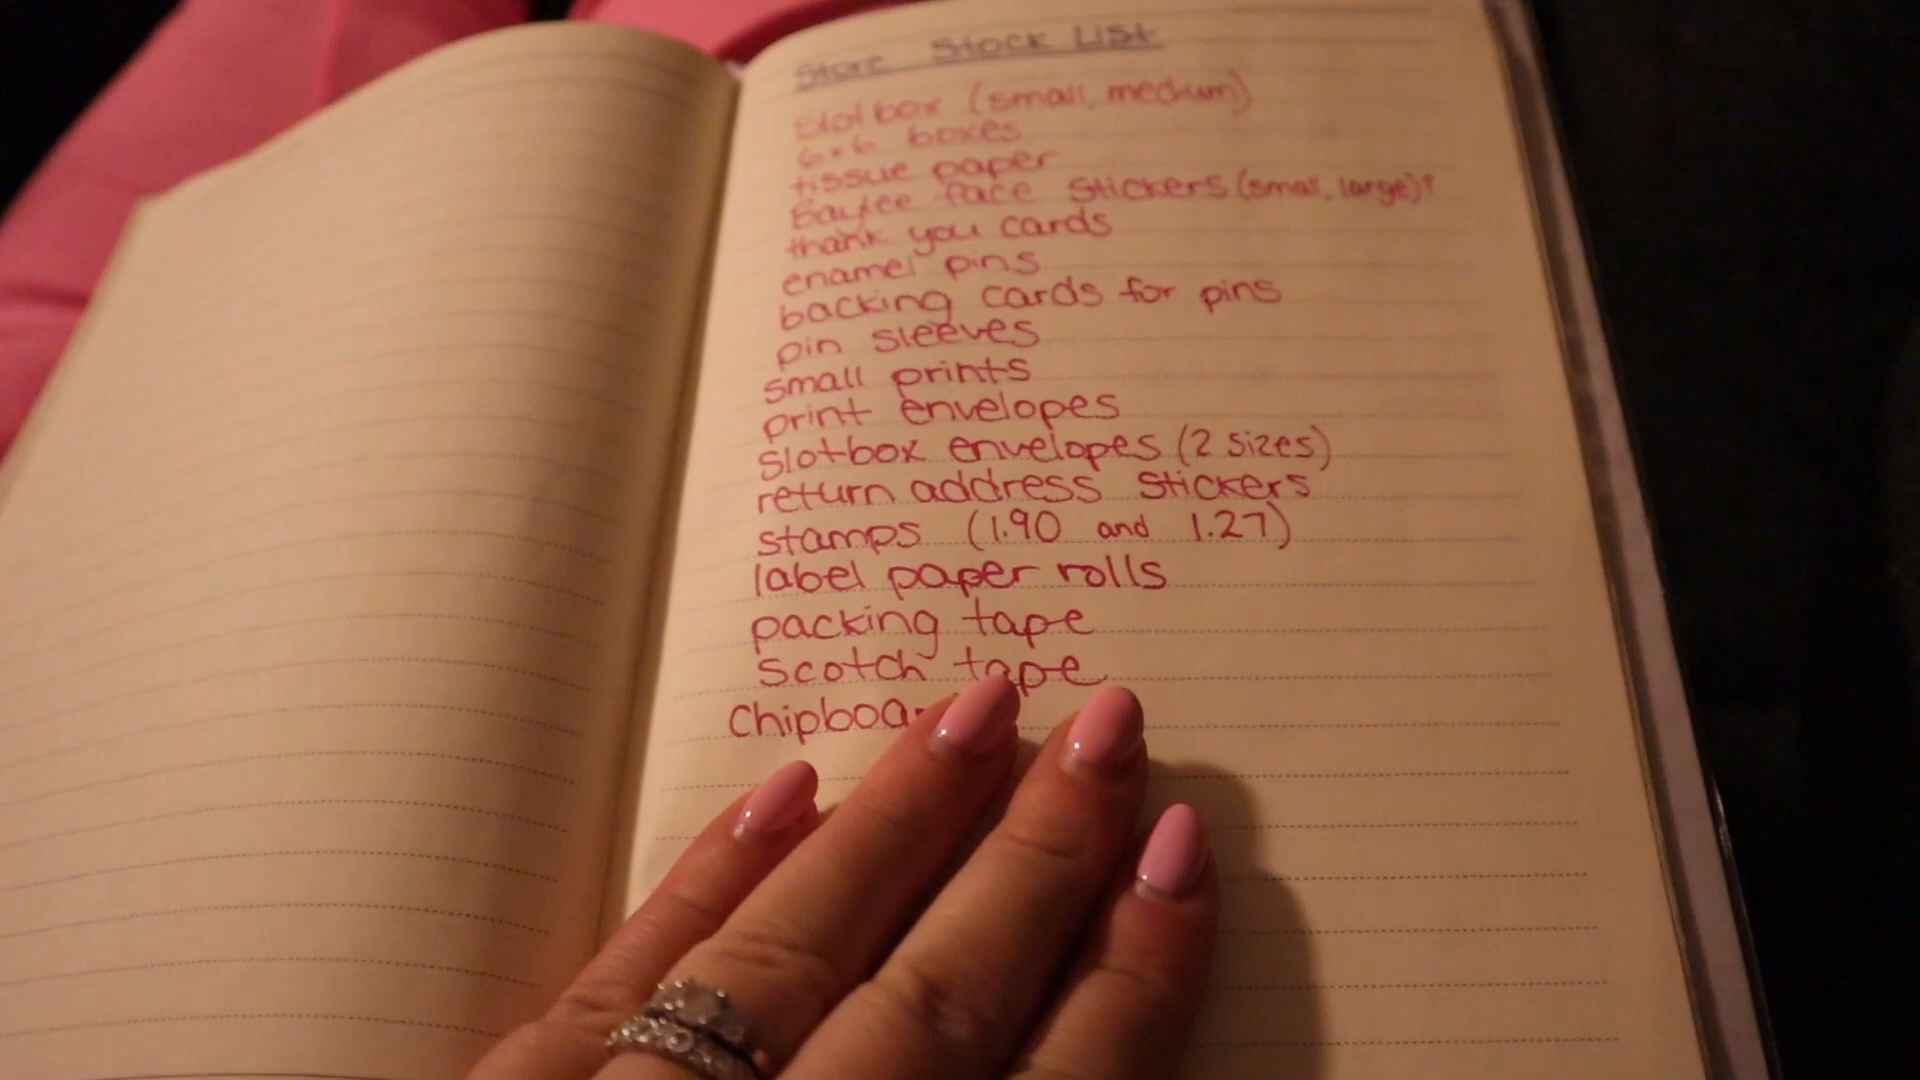 Store Stock List
slotbox (small, medium)
6x6 boxes
tissue paper
Baylee face stickers (small, large)
thank you cards
enamel pins
backing cards for pins
pin sleeves
small prints
print envelopes
slotbox envelopes (2 sizes)
return address stickers
stamps (1.90 and 1.27)
label paper rolls
packing tape
scotch tape